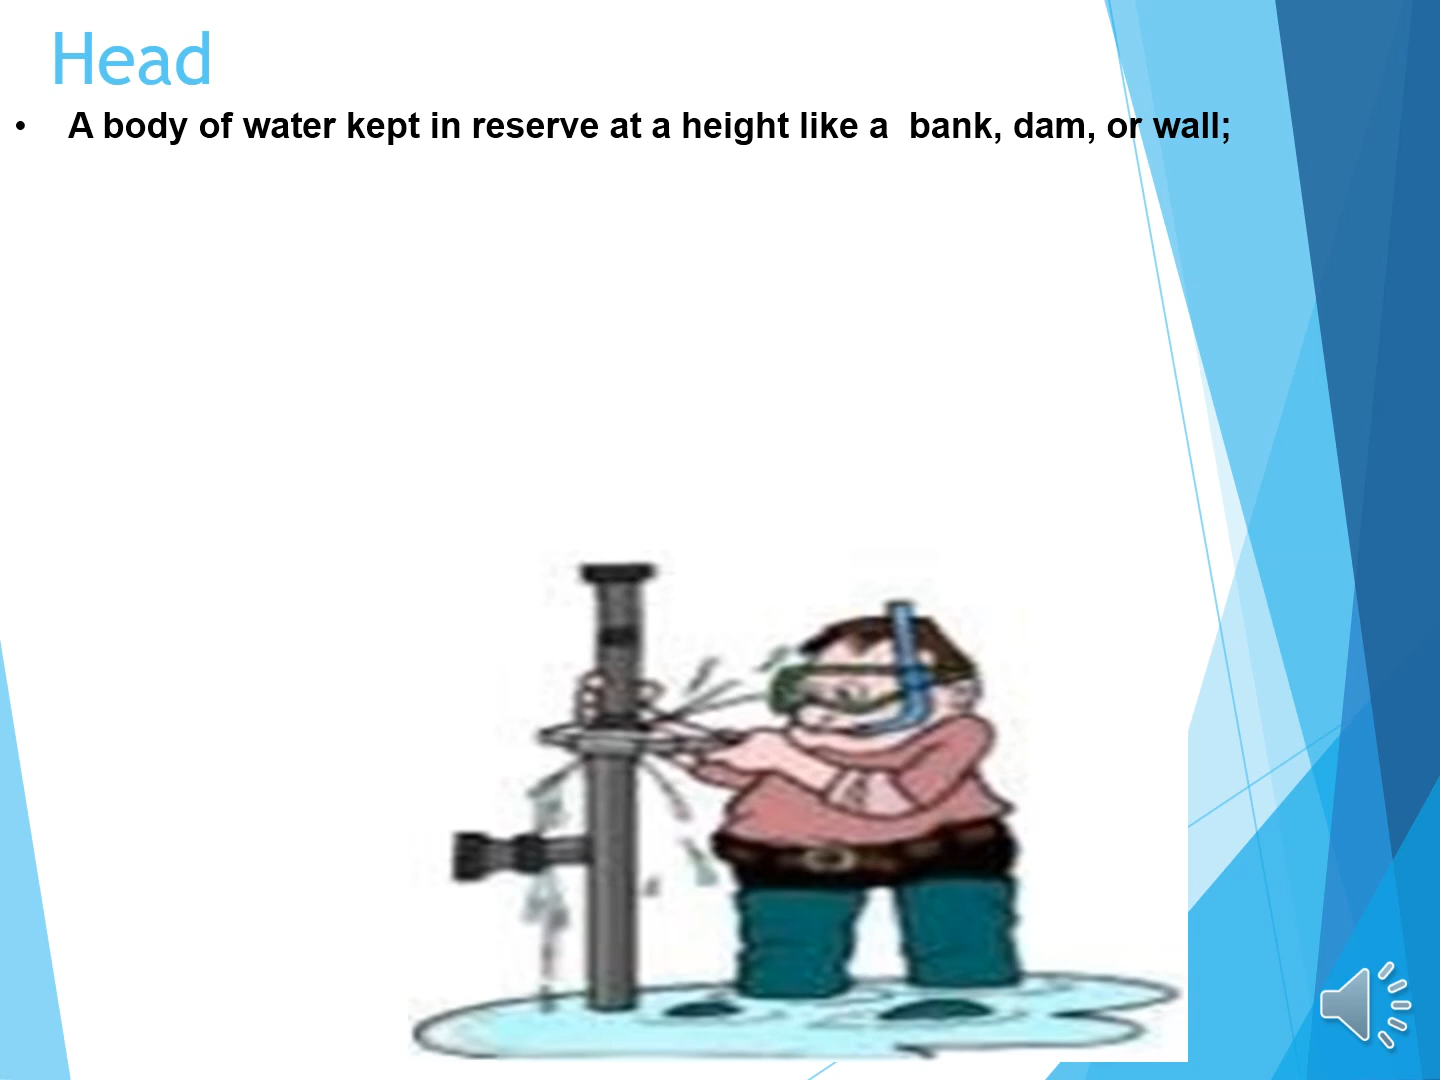 Head
• A body of water kept in reserve at a height like a  bank, dam, or wall;